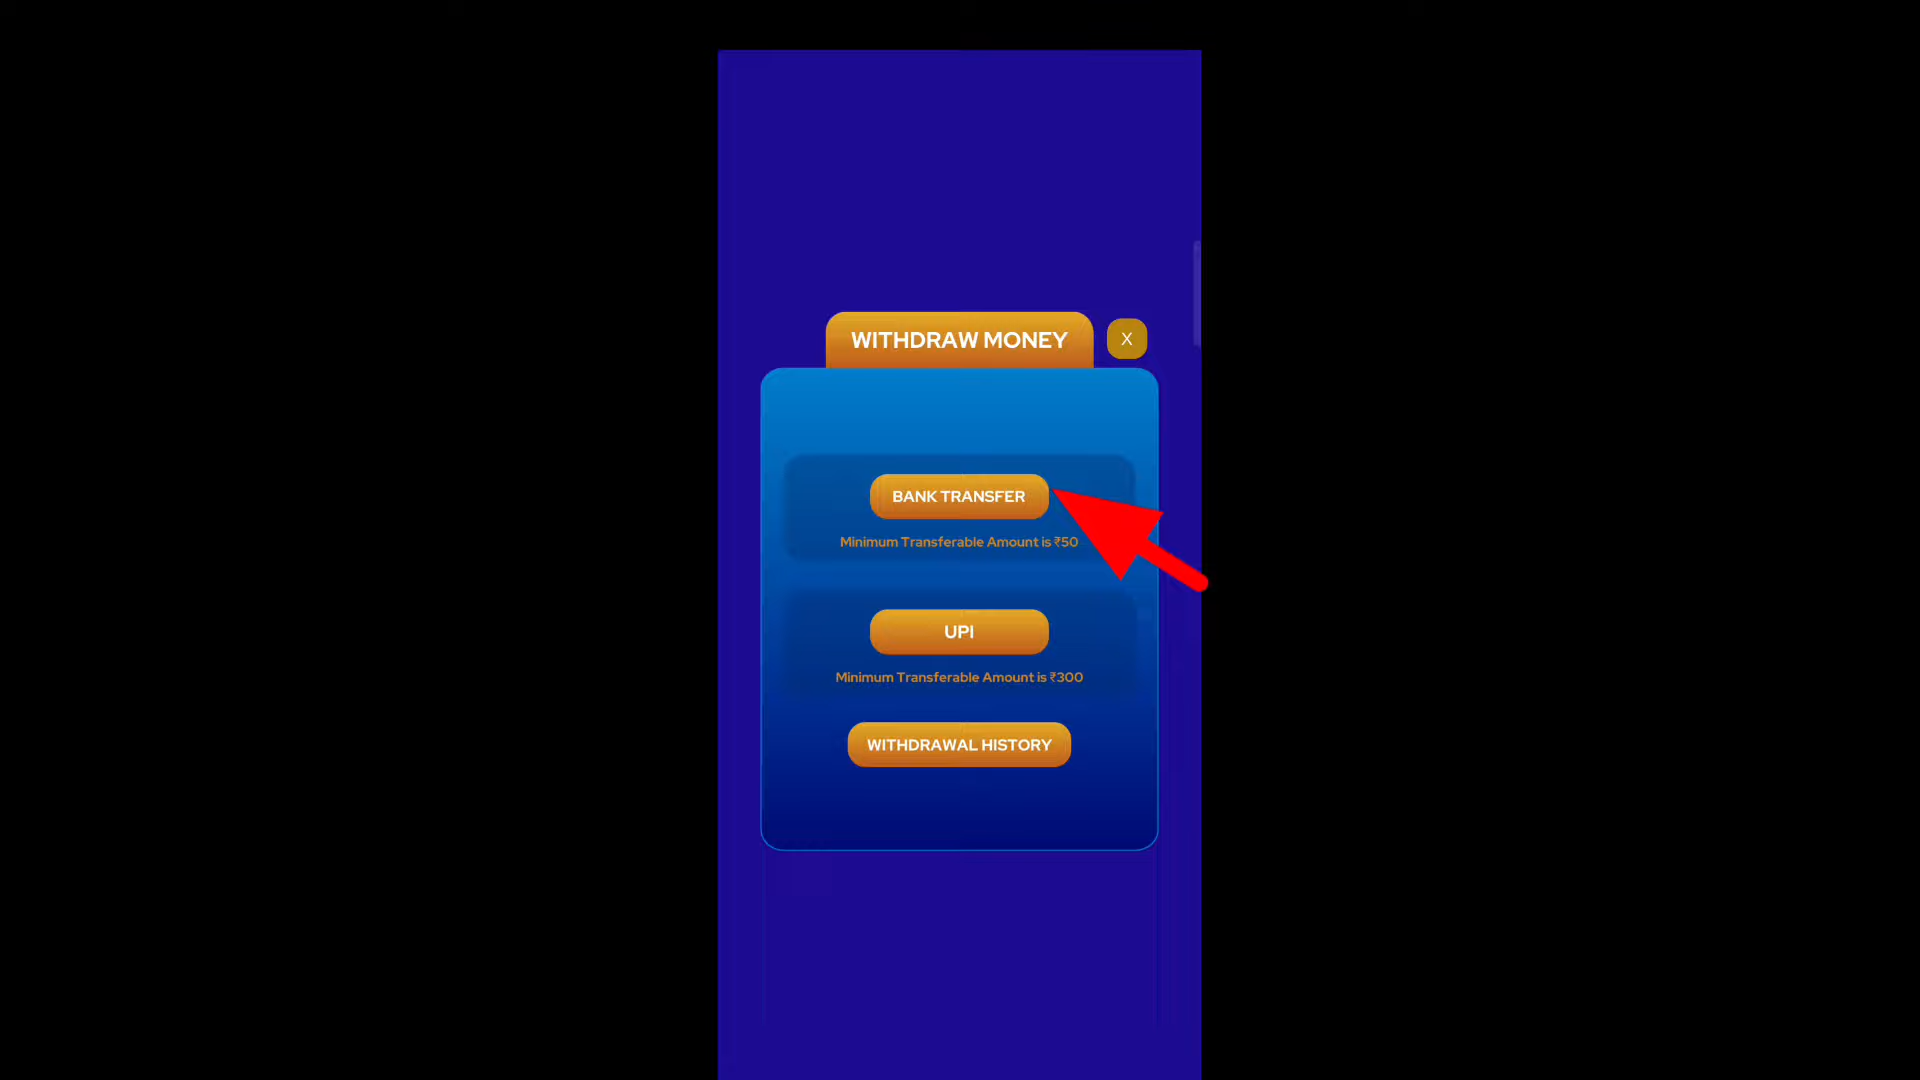 WITHDRAW MONEY
X
BANK TRANSFER
Minimum Transferable Amount is ₹50
UPI
Minimum Transferable Amount is ₹300
WITHDRAWAL HISTORY